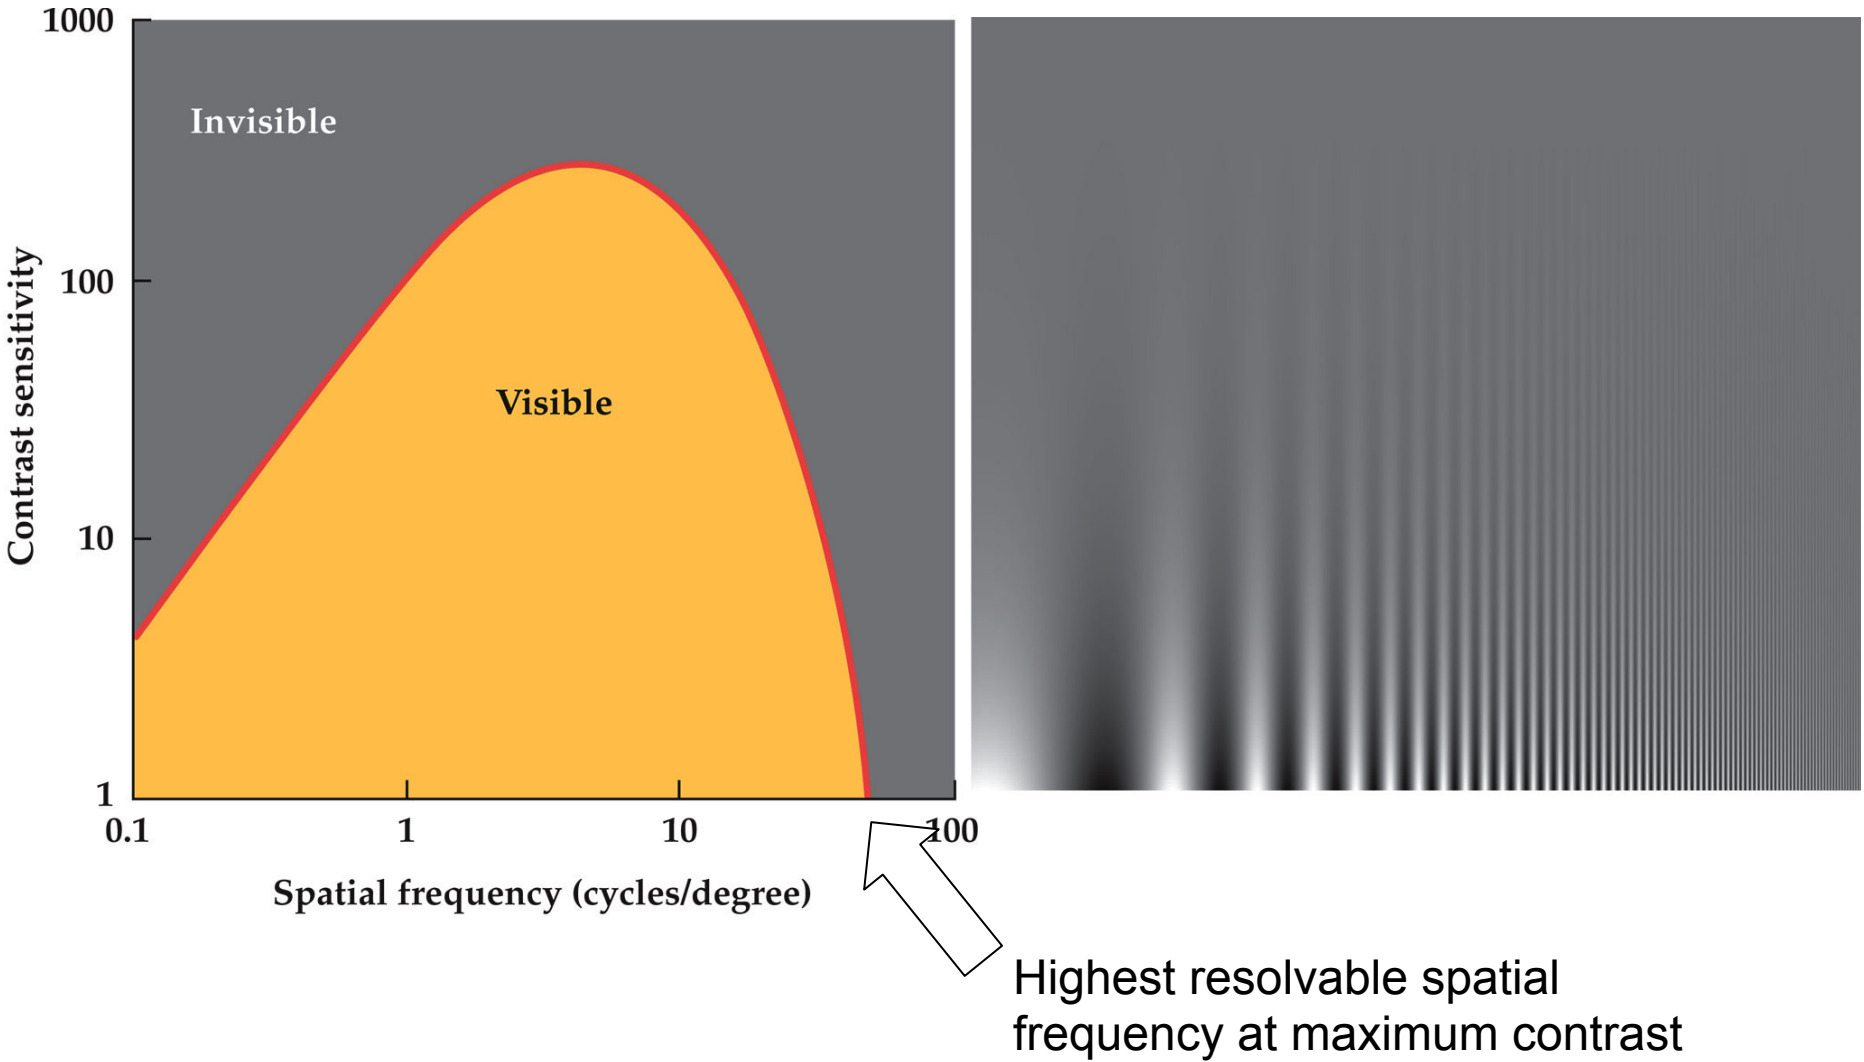 1000
Invisible
100
Contrast sensitivity
Visible
10
1
0.1
1
10
100
Spatial frequency (cycles/degree)
Highest resolvable spatial
frequency at maximum contrast